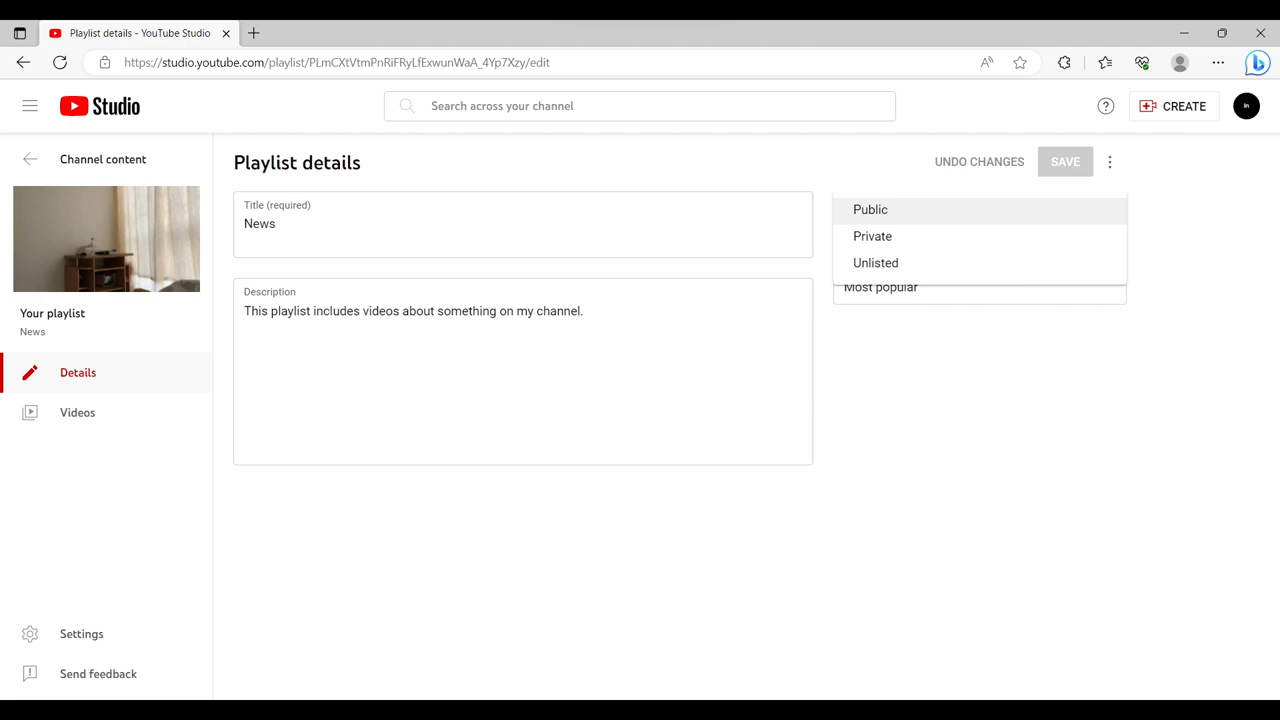 Playlist details - YouTube Studio
https://studio.youtube.com/playlist/PLmCXtVtmPnRiFRyLfExwunWaA_4Yp7Xzy/edit
Studio
Search across your channel
CREATE
in
Channel content
Your playlist
News
Details
Videos
Settings
Send feedback
Playlist details
UNDO CHANGES
SAVE
Title (required)
News
Description
This playlist includes videos about something on my channel.
Public
Private
Unlisted
Most popular